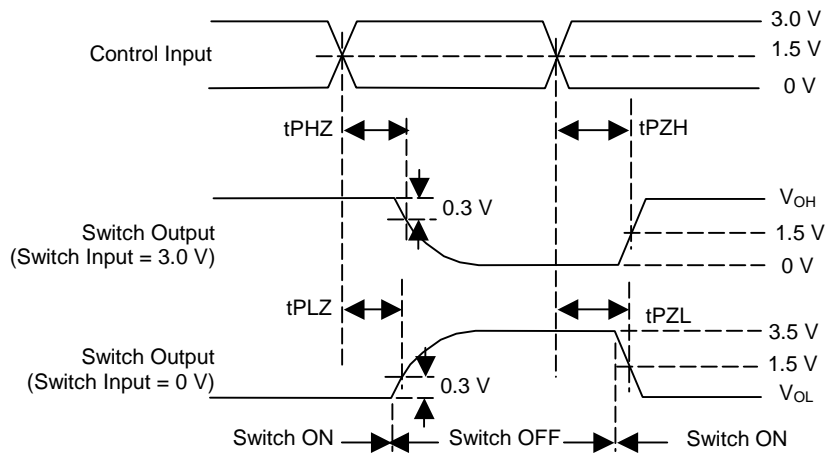 3.0 V
Control Input
1.5 V
0 V
tPHZ
tPZH
0.3 V
VOH
Switch Output
(Switch Input = 3.0 V)
1.5 V
0 V
tPLZ
tPZL
3.5 V
Switch Output
(Switch Input = 0 V)
0.3 V
1.5 V
VOL
Switch ON
Switch OFF
Switch ON